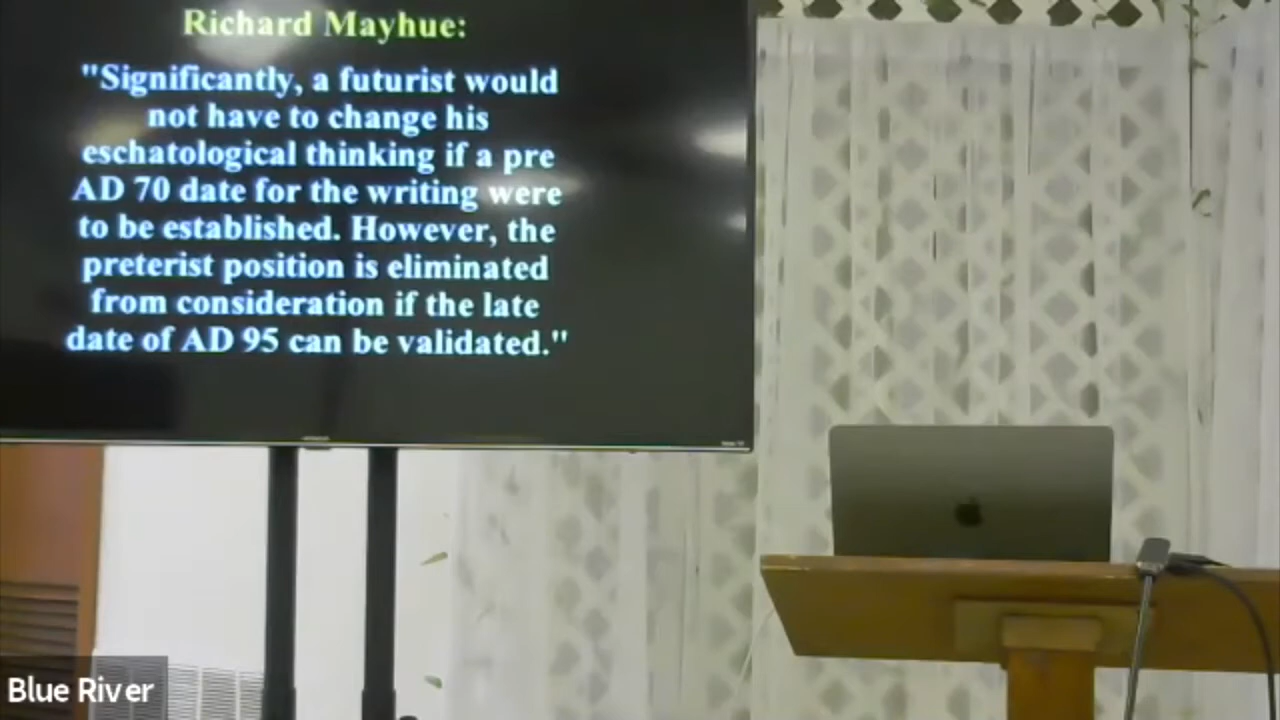 Richard Mayhue:
"Significantly, a futurist would
not have to change his
eschatological thinking if a pre
AD 70 date for the writing were
to be established. However, the
preterist position is eliminated
from consideration if the late
date of AD 95 can be validated."
Blue River